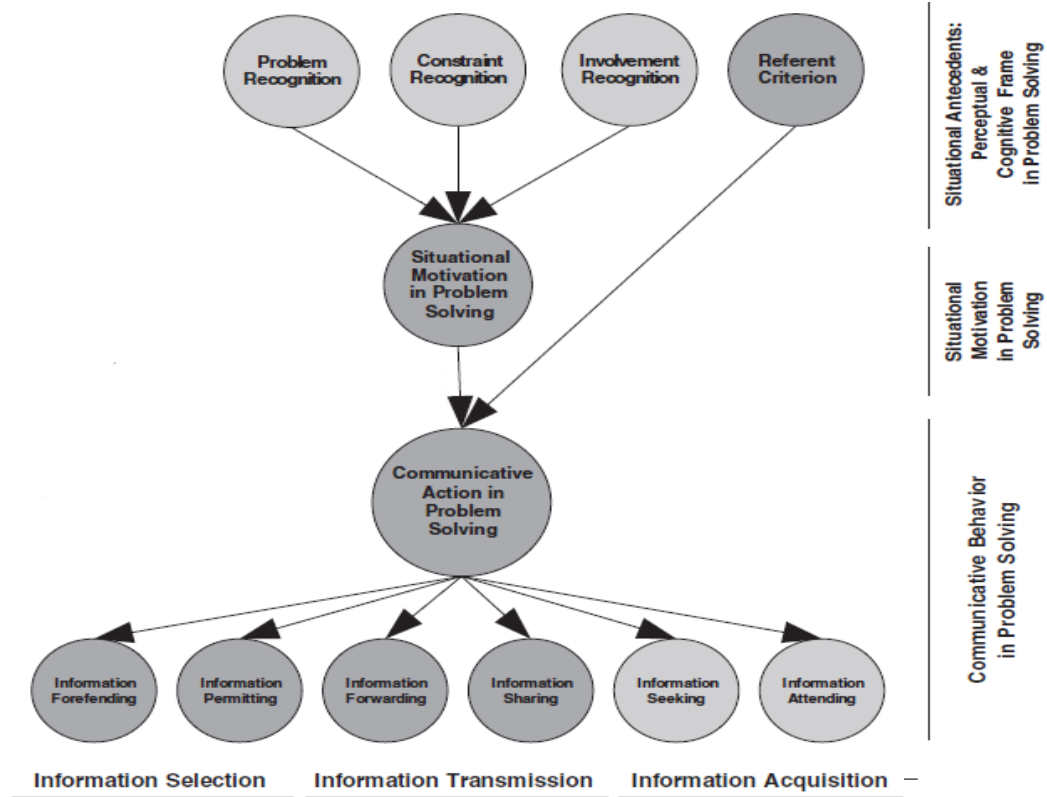 Problem
Recognition
Constraint
Recognition
Involvement
Recognition
Referent
Criterion
Situational Antecedents:
Perceptual &
Cognitive Frame
in Problem Solving
Situational
Motivation
in Problem
Solving
Situational
Motivation
in Problem
Solving
Communicative
Action in
Problem
Solving
Communicative Behavior
in Problem Solving
Information
Forefending
Information
Permitting
Information
Forwarding
Information
Sharing
Information
Seeking
Information
Attending
Information Selection
Information Transmission
Information Acquisition